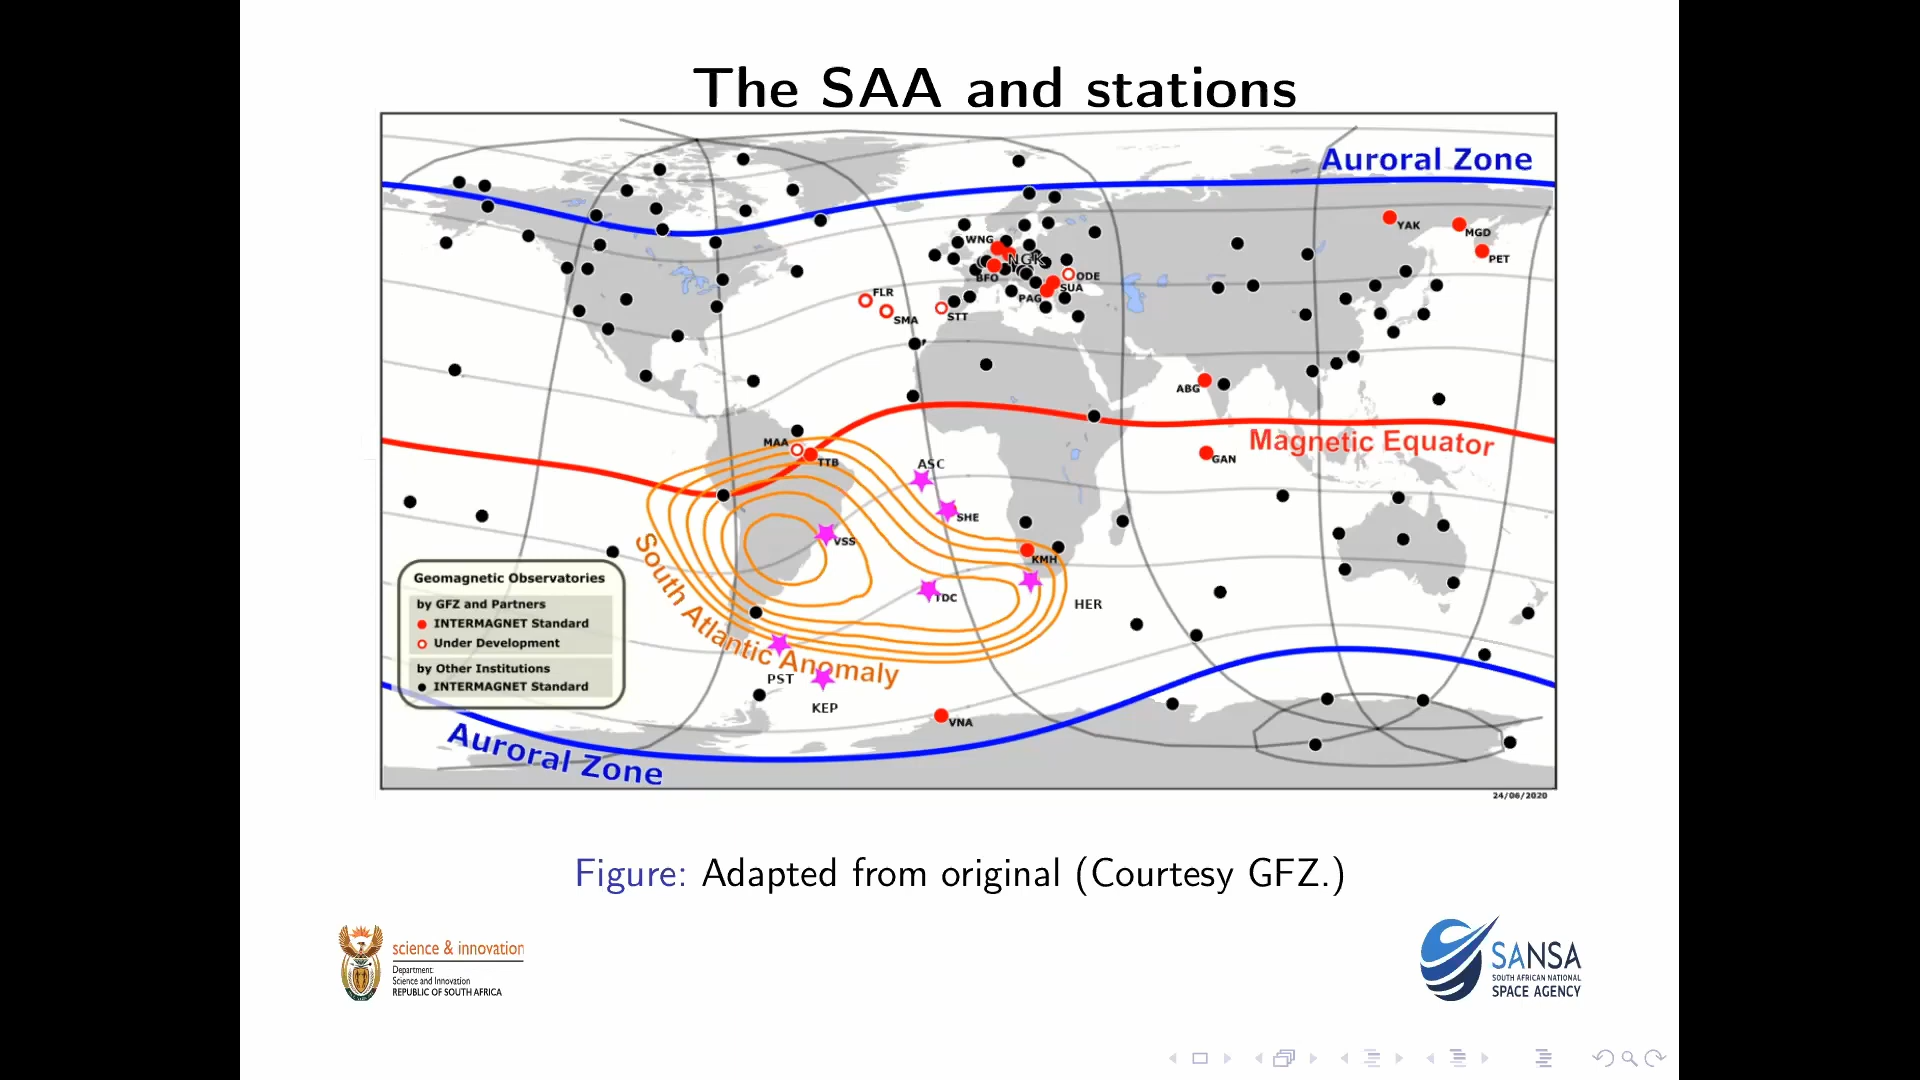 The SAA and stations
Auroral Zone
YAK
MGD
PET
WNG
NGK
BFO
ODE
SUA
PAG
FLR
SMA
STT
ABG
Magnetic Equator
GAN
MAA
TTB
ASC
SHE
VSS
KMH
TDC
HER
South Atlantic Anomaly
PST
KEP
VNA
Geomagnetic Observatories
by GFZ and Partners
INTERMAGNET Standard
Under Development
by Other Institutions
INTERMAGNET Standard
Auroral Zone
24/06/2020
Figure: Adapted from original (Courtesy GFZ.)
science & innovation
Department:
Science and Innovation
REPUBLIC OF SOUTH AFRICA
SANSA
SOUTH AFRICAN NATIONAL
SPACE AGENCY